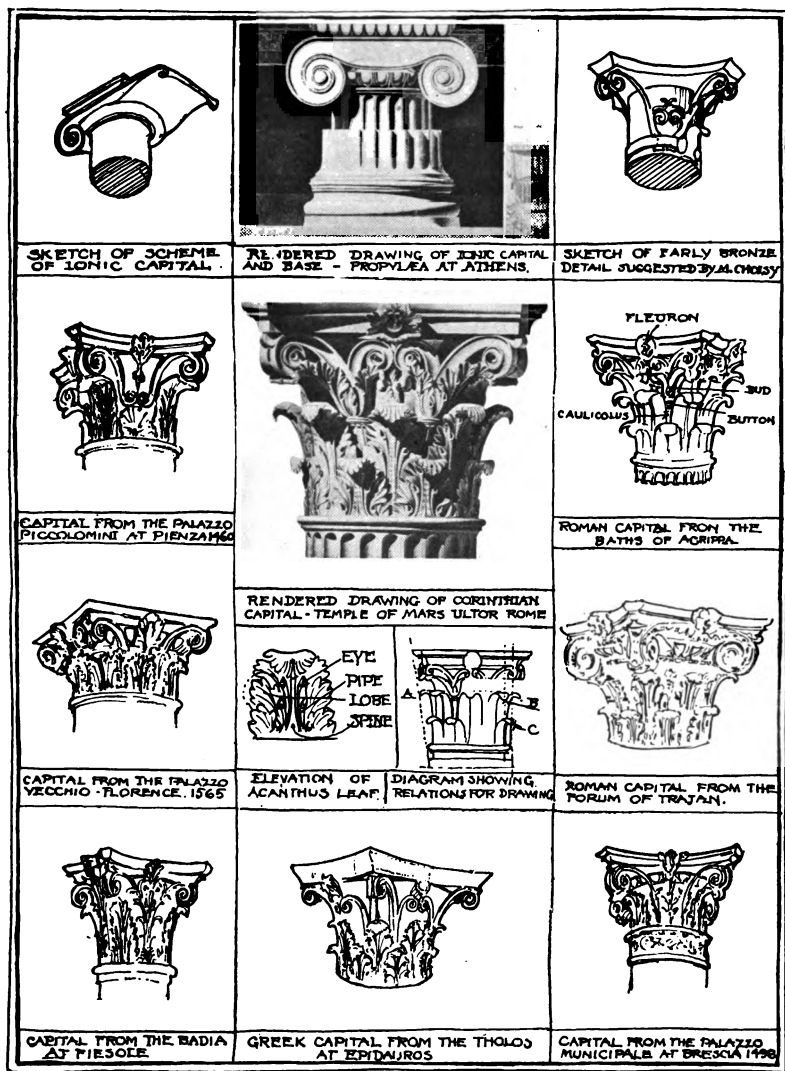 SKETCH OF SCHEME
OF IONIC CAPITAL.
RENDERED DRAWING OF IONIC CAPITAL
AND BASE - PROPYLÆA AT ATHENS.
SKETCH OF EARLY BRONZE
DETAIL SUGGESTED BY M. CHOISY
FLEURON
BUD
CAULICOLUS
BUTTON
CAPITAL FROM THE PALAZZO
PICCOLOMINI AT PIENZA 1460
ROMAN CAPITAL FRON THE
BATHS OF AGRIPPA.
RENDERED DRAWING OF CORINTHIAN
CAPITAL - TEMPLE OF MARS ULTOR ROME
EYE
PIPE
LOBE
SPINE
A
B
C
CAPITAL FROM THE PALAZZO
VECCHIO - FLORENCE. 1565
ELEVATION OF
ACANTHUS LEAF.
DIAGRAM SHOWING
RELATIONS FOR DRAWING
ROMAN CAPITAL FROM THE
FORUM OF TRAJAN.
CAPITAL FROM THE BADIA
AT FIESOLE
GREEK CAPITAL FROM THE THOLOS
AT EPIDAUROS
CAPITAL FROM THE PALAZZO
MUNICIPALE AT BRESCIA 1498